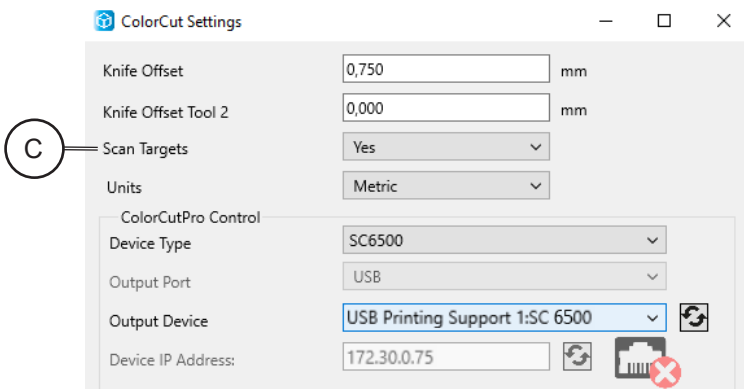 ColorCut Settings
Knife Offset 0,750 mm
Knife Offset Tool 2 0,000 mm
C Scan Targets Yes
Units Metric
ColorCutPro Control
Device Type SC6500
Output Port USB
Output Device USB Printing Support 1:SC 6500
Device IP Address: 172.30.0.75